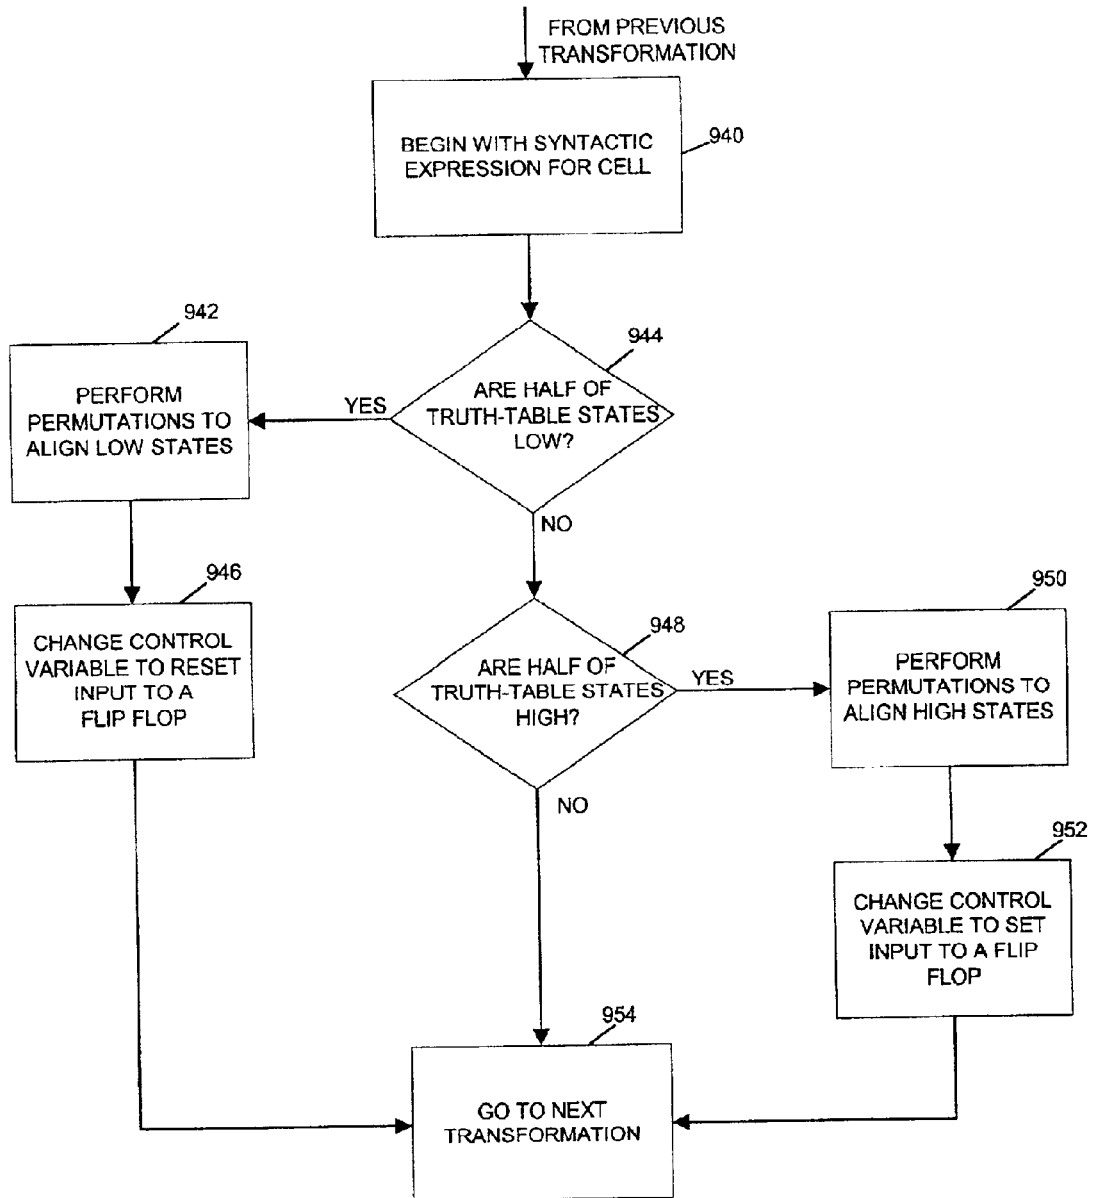 FROM PREVIOUS
TRANSFORMATION
BEGIN WITH SYNTACTIC
EXPRESSION FOR CELL
940
942
PERFORM
PERMUTATIONS TO
ALIGN LOW STATES
YES
944
ARE HALF OF
TRUTH-TABLE STATES
LOW?
NO
946
CHANGE CONTROL
VARIABLE TO RESET
INPUT TO A
FLIP FLOP
948
ARE HALF OF
TRUTH-TABLE STATES
HIGH?
YES
NO
950
PERFORM
PERMUTATIONS TO
ALIGN HIGH STATES
952
CHANGE CONTROL
VARIABLE TO SET
INPUT TO A FLIP
FLOP
954
GO TO NEXT
TRANSFORMATION